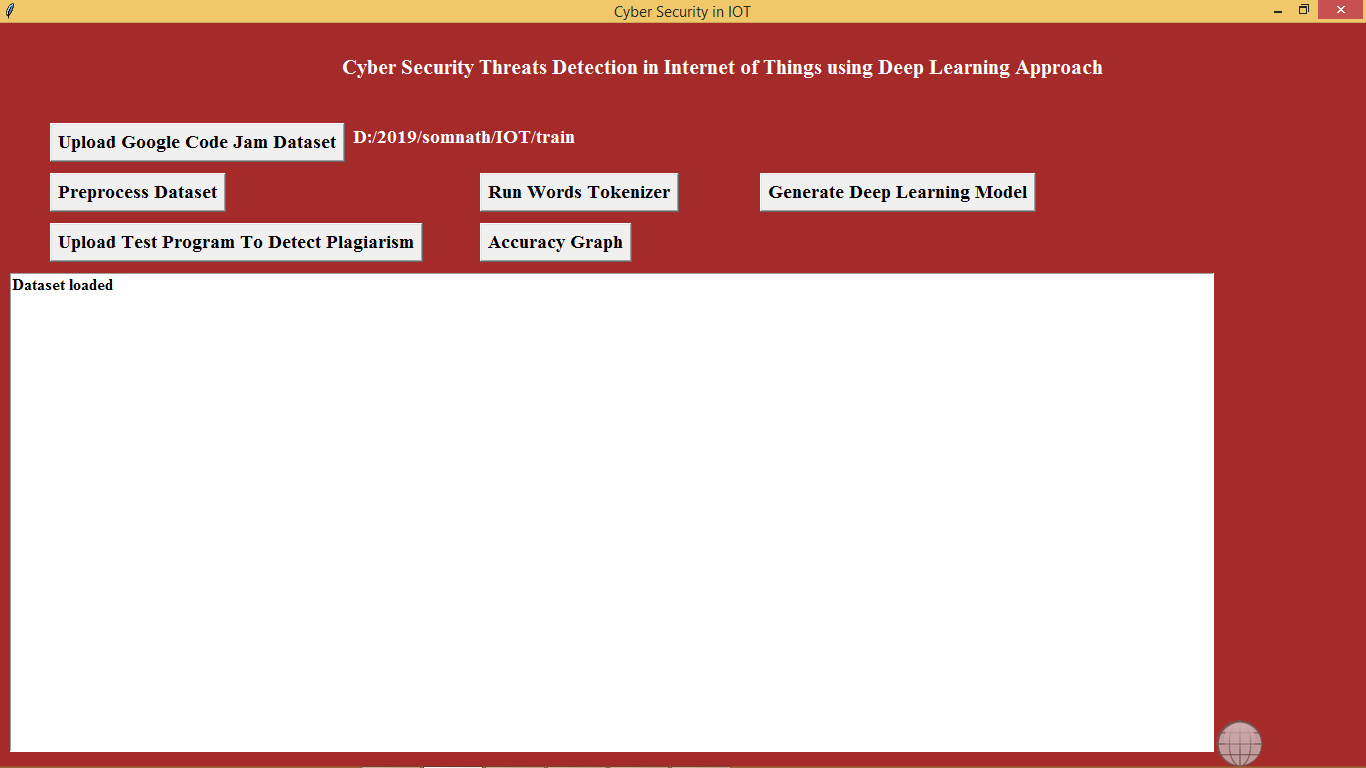 Cyber Security in IOT
Cyber Security Threats Detection in Internet of Things using Deep Learning Approach
Upload Google Code Jam Dataset D:/2019/somnath/IOT/train
Preprocess Dataset Run Words Tokenizer Generate Deep Learning Model
Upload Test Program To Detect Plagiarism Accuracy Graph
Dataset loaded